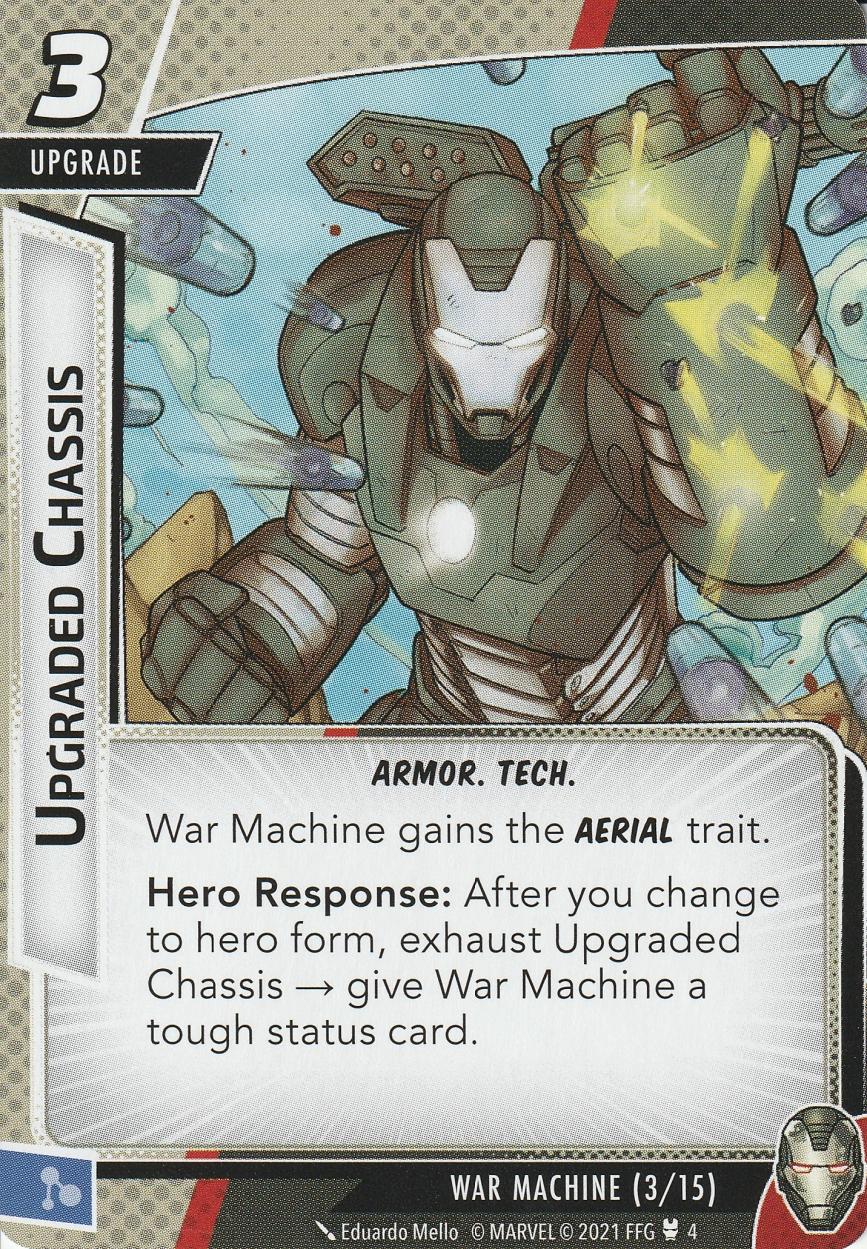 3
UPGRADE
UPGRADED CHASSIS
ARMOR. TECH.
War Machine gains the AERIAL trait.
Hero Response: After you change
to hero form, exhaust Upgraded
Chassis → give War Machine a
tough status card.
WAR MACHINE (3/15)
Eduardo Mello © MARVEL © 2021 FFG 4